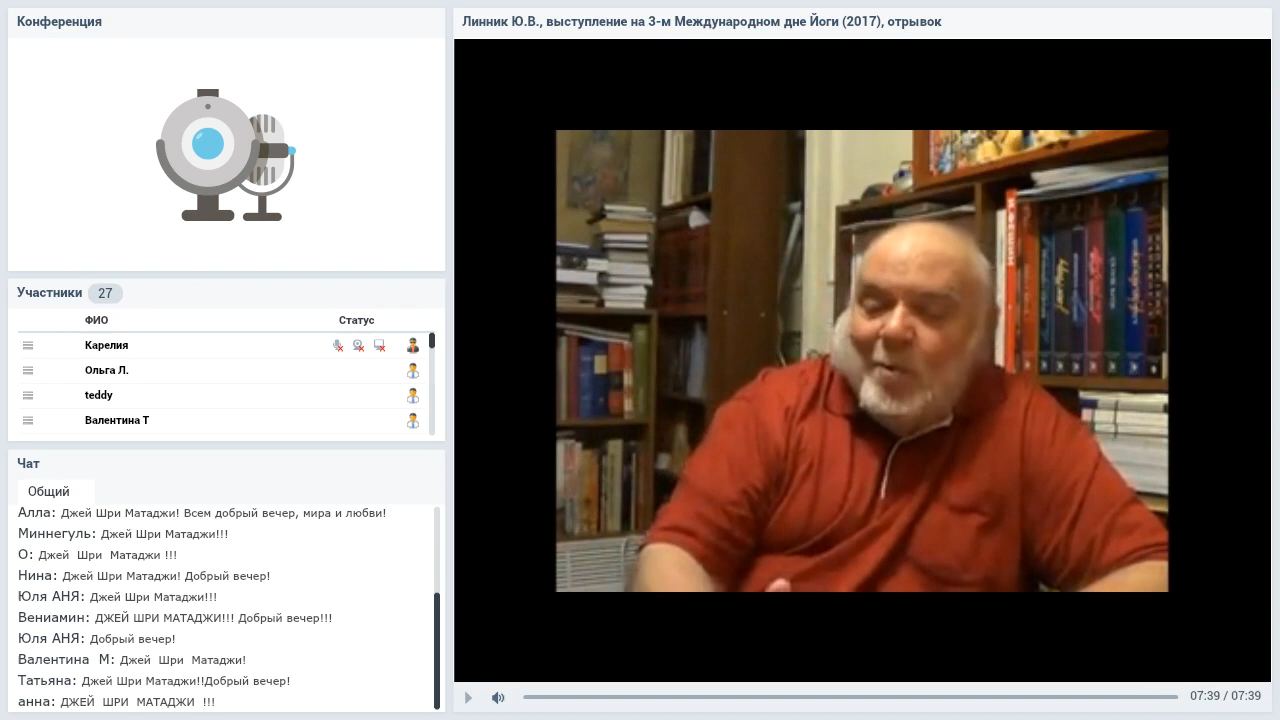 Конференция
Линник Ю.В., выступление на 3-м Международном дне Йоги (2017), отрывок
Участники 27
ФИО Статус
Карелия
Ольга Л.
teddy
Валентина Т
Чат
Общий
Алла: Джей Шри Матаджи! Всем добрый вечер, мира и любви!
Миннегуль: Джей Шри Матаджи!!!
О: Джей Шри Матаджи !!!
Нина: Джей Шри Матаджи! Добрый вечер!
Юля АНЯ: Джей Шри Матаджи!!!
Вениамин: ДЖЕЙ ШРИ МАТАДЖИ!!! Добрый вечер!!!
Юля АНЯ: Добрый вечер!
Валентина М: Джей Шри Матаджи!
Татьяна: Джей Шри Матаджи!!Добрый вечер!
анна: ДЖЕЙ ШРИ МАТАДЖИ !!!
07:39 / 07:39